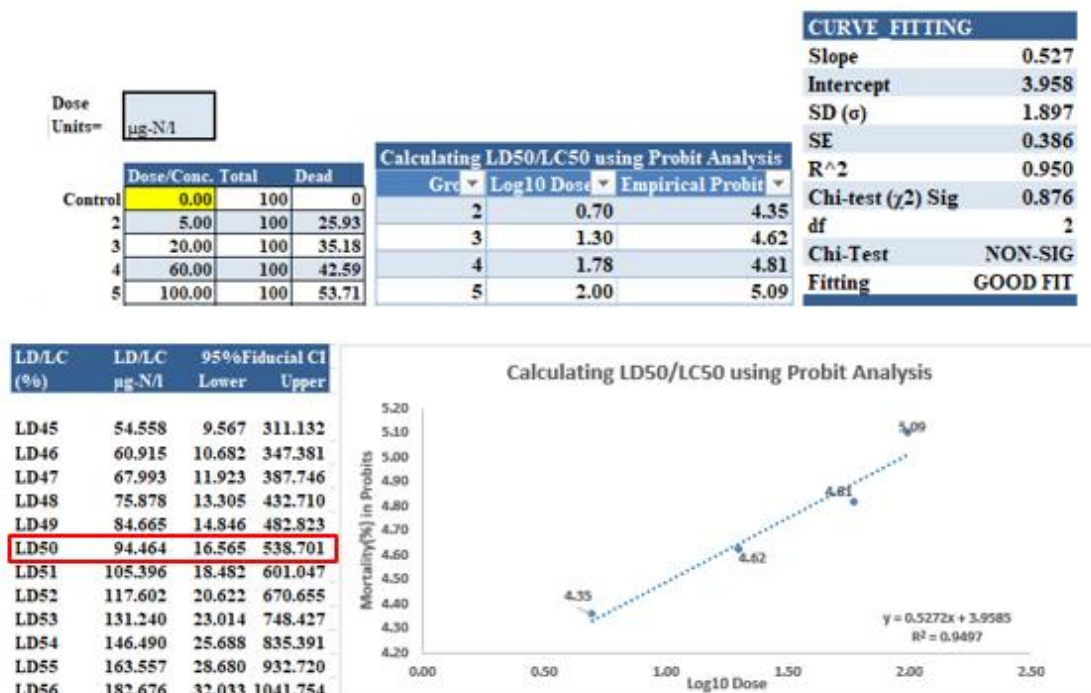 CURVE_FITTING
Slope 0.527
Intercept 3.958
SD (σ) 1.897
SE 0.386
R^2 0.950
Chi-test (χ2) Sig 0.876
df 2
Chi-Test NON-SIG
Fitting GOOD FIT
Dose
Units= µg-N/l
Dose/Conc. Total Dead
Control 0.00 100 0
2 5.00 100 25.93
3 20.00 100 35.18
4 60.00 100 42.59
5 100.00 100 53.71
Calculating LD50/LC50 using Probit Analysis
Gro Log10 Dose Empirical Probit
2 0.70 4.35
3 1.30 4.62
4 1.78 4.81
5 2.00 5.09
LD/LC LD/LC 95%Fiducial CI
(%) µg-N/l Lower Upper
LD45 54.558 9.567 311.132
LD46 60.915 10.682 347.381
LD47 67.993 11.923 387.746
LD48 75.878 13.305 432.710
LD49 84.665 14.846 482.823
LD50 94.464 16.565 538.701
LD51 105.396 18.482 601.047
LD52 117.602 20.622 670.655
LD53 131.240 23.014 748.427
LD54 146.490 25.688 835.391
LD55 163.557 28.680 932.720
LD56 182.676 32.033 1041.754
Calculating LD50/LC50 using Probit Analysis
Mortality(%) in Probits
5.20
5.10
5.00
4.90
4.80
4.70
4.60
4.50
4.40
4.30
4.20
5.09
4.81
4.62
4.35
y = 0.5272x + 3.9585
R² = 0.9497
0.00 0.50 1.00 1.50 2.00 2.50
Log10 Dose